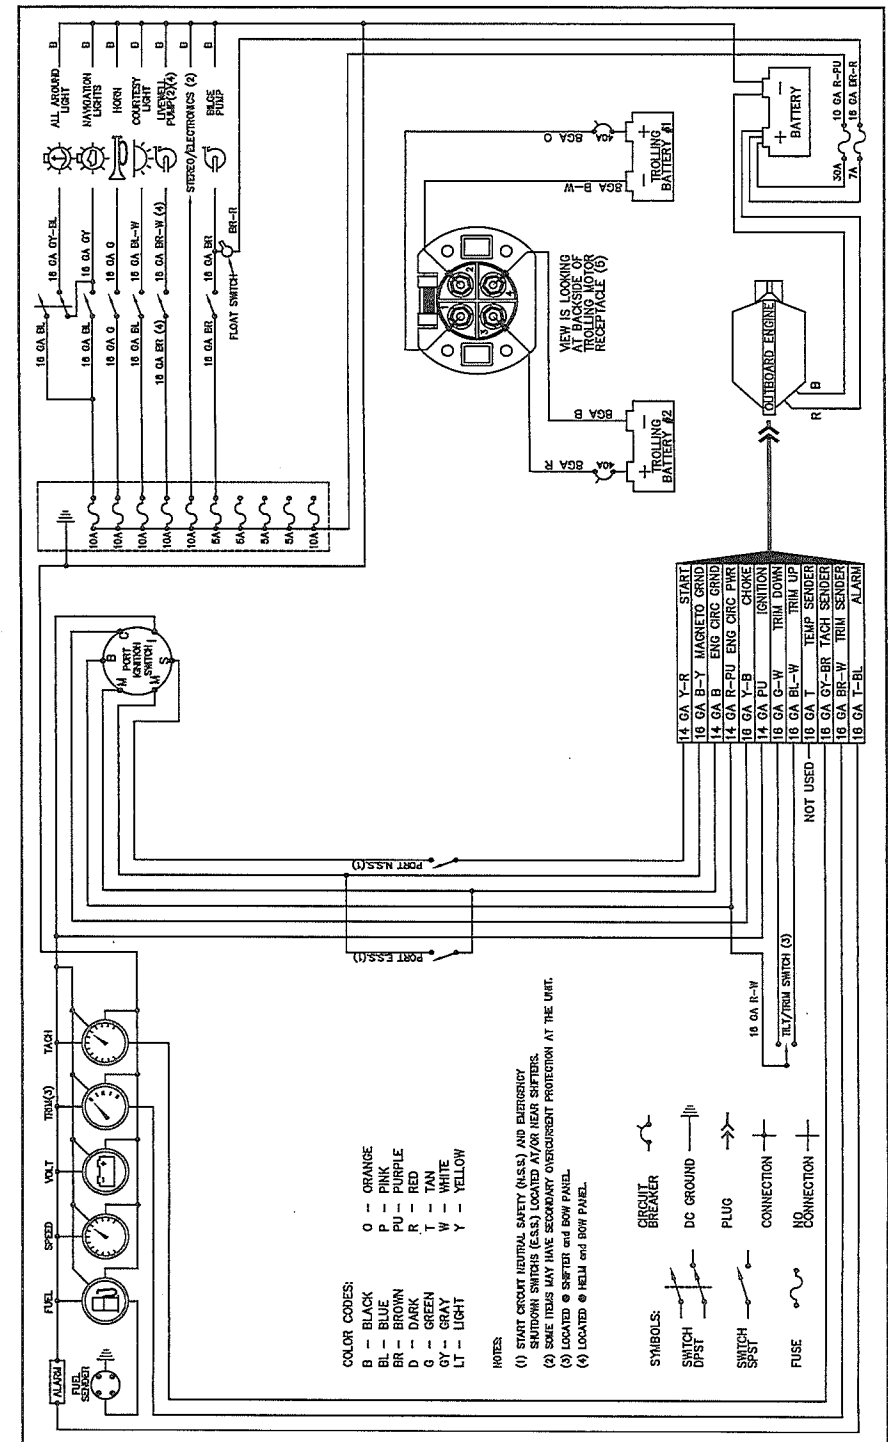 ALL AROUND
LIGHT
B
16 GA GY-BL
16 GA BL
NAVIGATION
LIGHTS
B
16 GA GY
16 GA BL
HORN
B
16 GA G
16 GA G
COURTESY
LIGHT
B
16 GA BL-W
16 GA BL
LIVEWELL
PUMP(2)(4)
B
16 GA BR-W (4)
16 GA BR (4)
STEREO/ELECTRONICS (2)
B
BILGE
PUMP
B
16 GA BR
16 GA BR
BR-R
FLOAT SWITCH
10A
10A
10A
10A
10A
5A
5A
5A
5A
10A
TROLLING
BATTERY #1
+
-
40A
8GA O
8GA B-W
1
2
3
4
VIEW IS LOOKING
AT BACKSIDE OF
TROLLING MOTOR
RECEPTACLE (5)
TROLLING
BATTERY #2
-
+
8GA B
8GA R
40A
BATTERY
-
+
10 GA R-PU
16 GA BR-R
30A
7A
OUTBOARD ENGINE
B
R
PORT
IGNITION
SWITCH
B
C
I
S
M
M
14 GA Y-R START
16 GA B-Y MAGNETO GRND
14 GA B ENG CIRC GRND
14 GA R-PU ENG CIRC PWR
16 GA Y-B CHOKE
14 GA PU IGNITION
16 GA G-W TRIM DOWN
16 GA BL-W TRIM UP
16 GA T TEMP SENDER
16 GA GY-BR TACH SENDER
16 GA BR-W TRIM SENDER
16 GA T-BL ALARM
NOT USED
PORT N.S.S.(1)
PORT E.S.S.(1)
16 GA R-W
TILT/TRIM SWITCH (3)
TACH
TRIM(3)
VOLT
SPEED
FUEL
ALARM
FUEL
SENDER
COLOR CODES:
B -- BLACK
BL -- BLUE
BR -- BROWN
D -- DARK
G -- GREEN
GY -- GRAY
LT -- LIGHT
O -- ORANGE
P -- PINK
PU -- PURPLE
R -- RED
T -- TAN
W -- WHITE
Y -- YELLOW
NOTES:
(1) START CIRCUIT NEUTRAL SAFETY (N.S.S.) AND EMERGENCY
SHUTDOWN SWITCHS (E.S.S.) LOCATED AT/OR NEAR SHIFTERS.
(2) SOME ITEMS MAY HAVE SECONDARY OVERCURRENT PROTECTION AT THE UNIT.
(3) LOCATED @ SHIFTER and BOW PANEL.
(4) LOCATED @ HELM and BOW PANEL.
SYMBOLS:
SWITCH
DPST
SWITCH
SPST
FUSE
CIRCUIT
BREAKER
DC GROUND
PLUG
CONNECTION
NO
CONNECTION